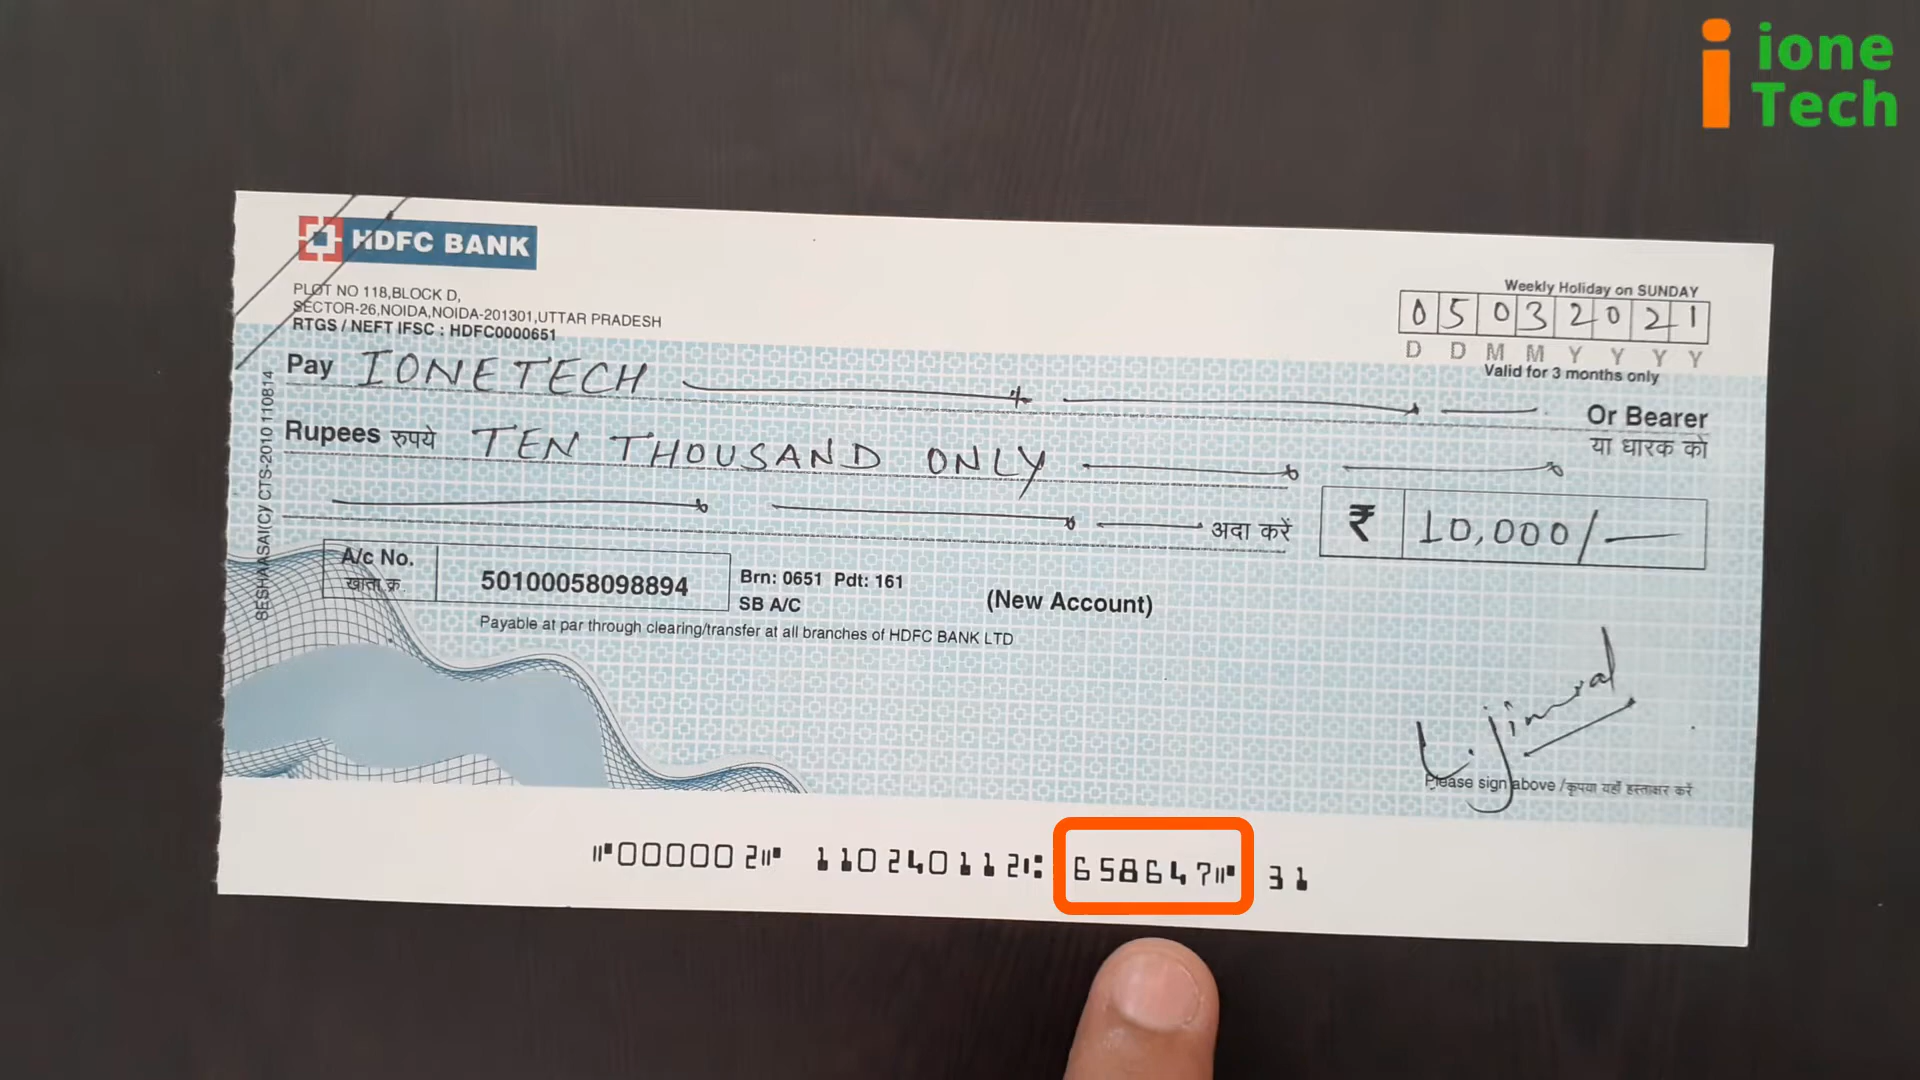 ione
Tech
HDFC BANK
PLOT NO 118,BLOCK D,
SECTOR-26,NOIDA,NOIDA-201301,UTTAR PRADESH
RTGS / NEFT IFSC : HDFC0000651
Weekly Holiday on SUNDAY
05032021
D D M M Y Y Y Y
Valid for 3 months only
Pay IONETECH
Or Bearer
या धारक को
Rupees रुपये TEN THOUSAND ONLY
अदा करें
₹ 10,000/—
A/c No.
खाता क्र.
50100058098894
Brn: 0651 Pdt: 161
SB A/C
(New Account)
Payable at par through clearing/transfer at all branches of HDFC BANK LTD
CTS-2010 110814
Please sign above /कृपया यहाँ हस्ताक्षर करें
⑈000002⑈ 110240112⑆ 658647⑈ 31